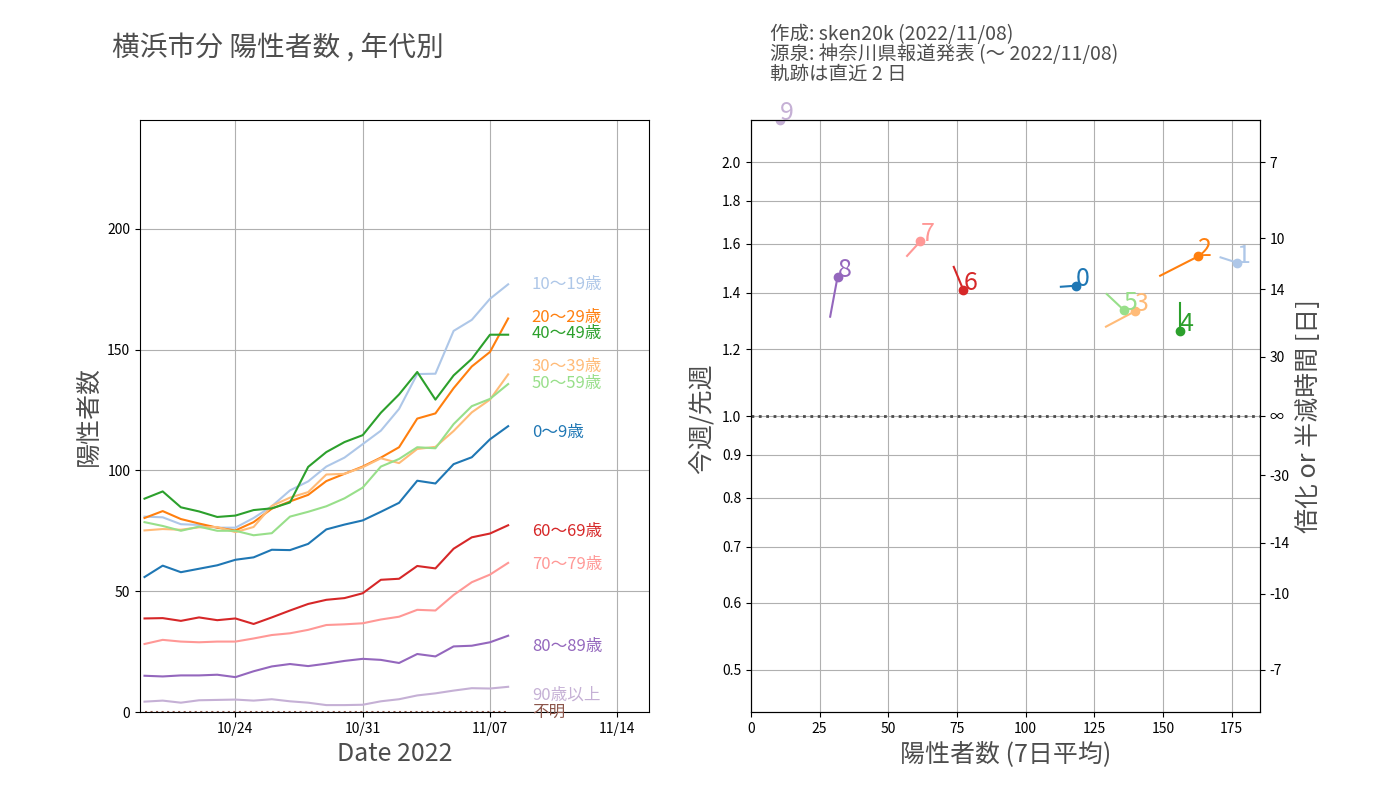 横浜市分 陽性者数 , 年代別
作成: sken20k (2022/11/08)
源泉: 神奈川県報道発表 (〜 2022/11/08)
軌跡は直近 2 日
陽性者数
200
150
100
50
0
10〜19歳
20〜29歳
40〜49歳
30〜39歳
50〜59歳
0〜9歳
60〜69歳
70〜79歳
80〜89歳
90歳以上
不明
10/24
10/31
11/07
11/14
Date 2022
今週/先週
2.0
1.8
1.6
1.4
1.2
1.0
0.9
0.8
0.7
0.6
0.5
9
7
8
6
0
5
3
4
2
1
7
10
14
30
∞
-30
-14
-10
-7
倍化 or 半減時間 [日]
0
25
50
75
100
125
150
175
陽性者数 (7日平均)